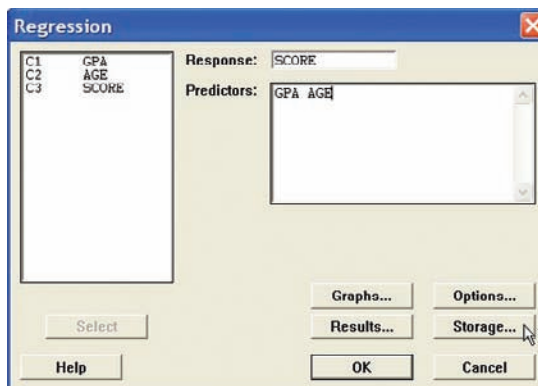 Regression
C1 GPA
C2 AGE
C3 SCORE
Response: SCORE
Predictors: GPA AGE
Graphs... Options...
Select Results... Storage...
Help OK Cancel